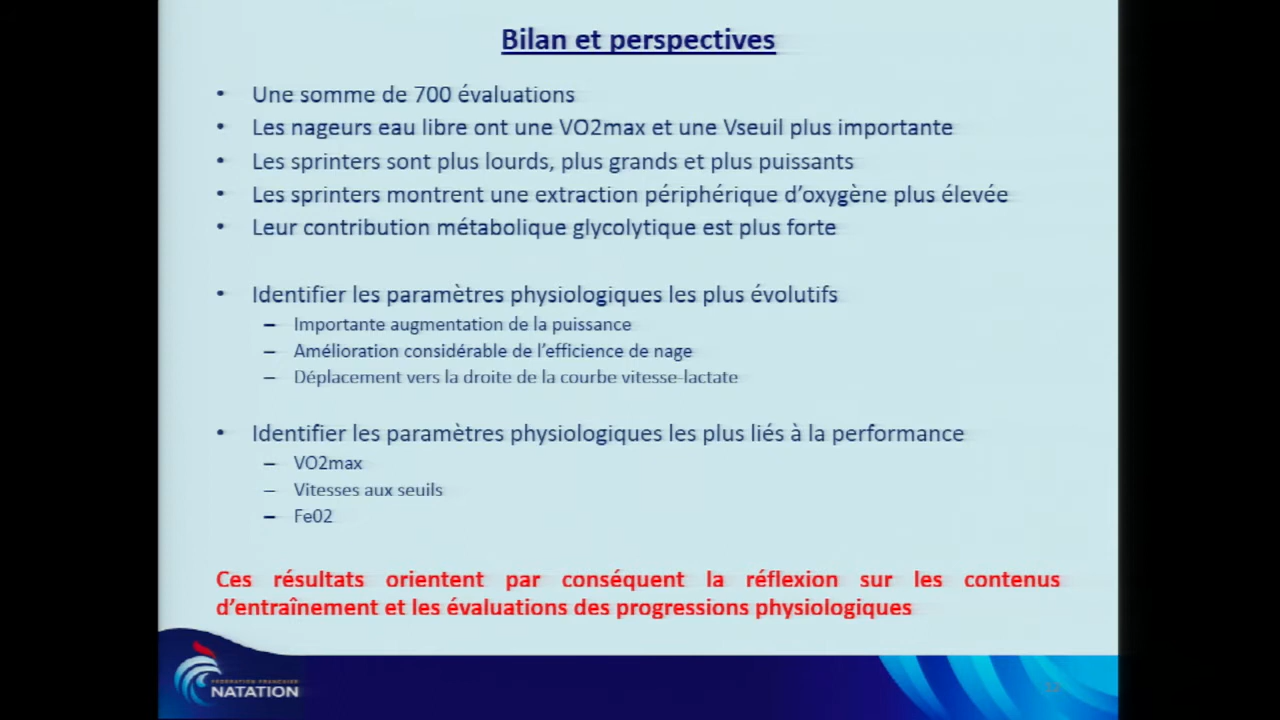 Bilan et perspectives
• Une somme de 700 évaluations
• Les nageurs eau libre ont une VO2max et une Vseuil plus importante
• Les sprinters sont plus lourds, plus grands et plus puissants
• Les sprinters montrent une extraction périphérique d’oxygène plus élevée
• Leur contribution métabolique glycolytique est plus forte
• Identifier les paramètres physiologiques les plus évolutifs
– Importante augmentation de la puissance
– Amélioration considérable de l’efficience de nage
– Déplacement vers la droite de la courbe vitesse-lactate
• Identifier les paramètres physiologiques les plus liés à la performance
– VO2max
– Vitesses aux seuils
– Fe02
Ces résultats orientent par conséquent la réflexion sur les contenus
d’entraînement et les évaluations des progressions physiologiques
FÉDÉRATION FRANÇAISE
NATATION